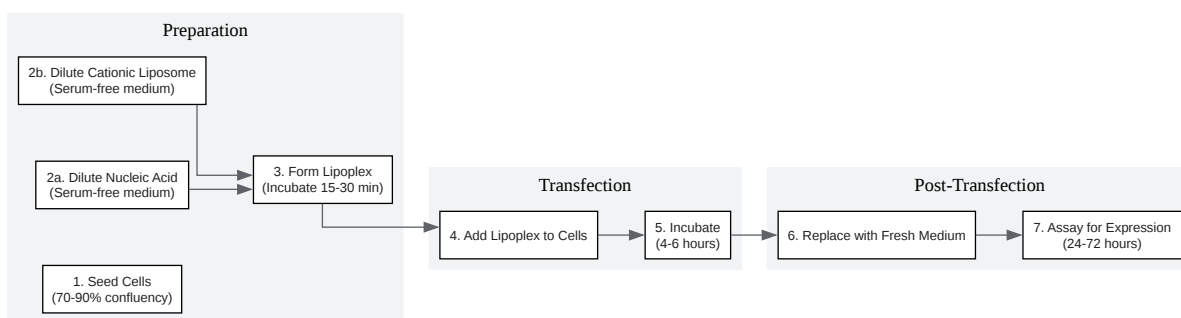 Preparation
2b. Dilute Cationic Liposome
(Serum-free medium)
2a. Dilute Nucleic Acid
(Serum-free medium)
3. Form Lipoplex
(Incubate 15-30 min)
1. Seed Cells
(70-90% confluency)
Transfection
4. Add Lipoplex to Cells
5. Incubate
(4-6 hours)
Post-Transfection
6. Replace with Fresh Medium
7. Assay for Expression
(24-72 hours)